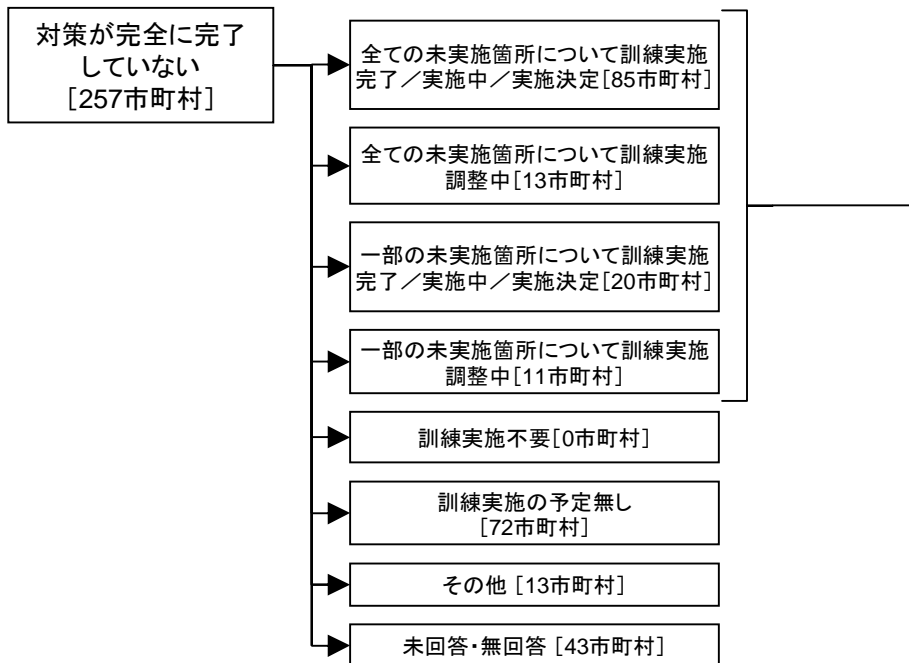 対策が完全に完了
していない
[257市町村]
全ての未実施箇所について訓練実施
完了／実施中／実施決定[85市町村]
全ての未実施箇所について訓練実施
調整中[13市町村]
一部の未実施箇所について訓練実施
完了／実施中／実施決定[20市町村]
一部の未実施箇所について訓練実施
調整中[11市町村]
訓練実施不要[0市町村]
訓練実施の予定無し
[72市町村]
その他 [13市町村]
未回答・無回答 [43市町村]